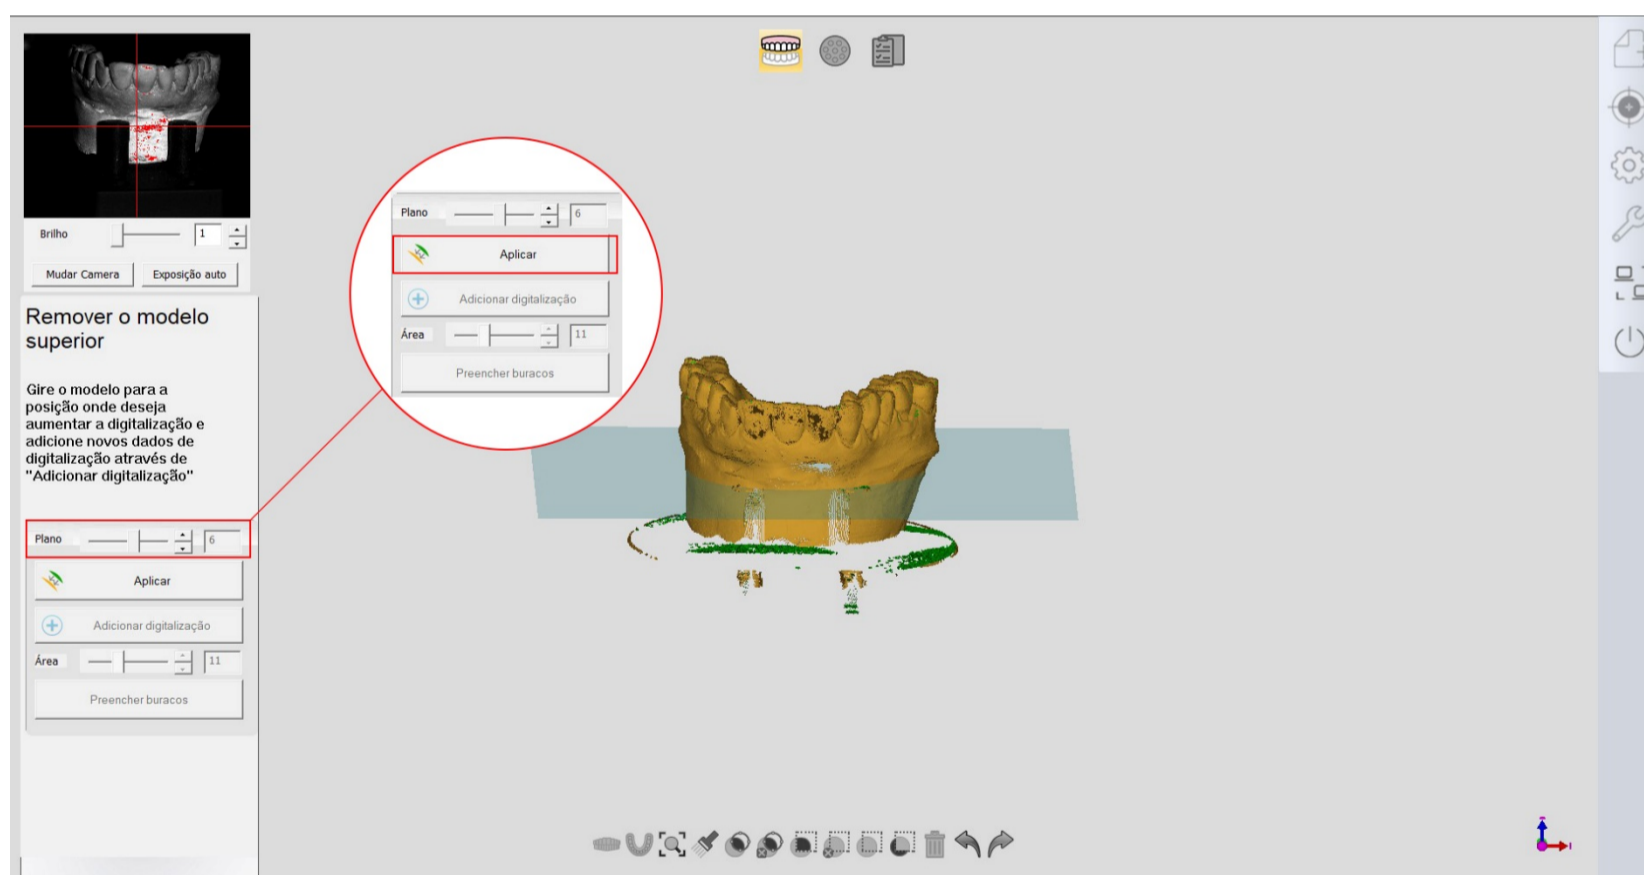 Brilho
1
Mudar Camera
Exposição auto
Remover o modelo
superior
Gire o modelo para a
posição onde deseja
aumentar a digitalização e
adicione novos dados de
digitalização através de
"Adicionar digitalização"
Plano
6
Aplicar
Adicionar digitalização
Área
11
Preencher buracos
Plano
6
Aplicar
Adicionar digitalização
Área
11
Preencher buracos